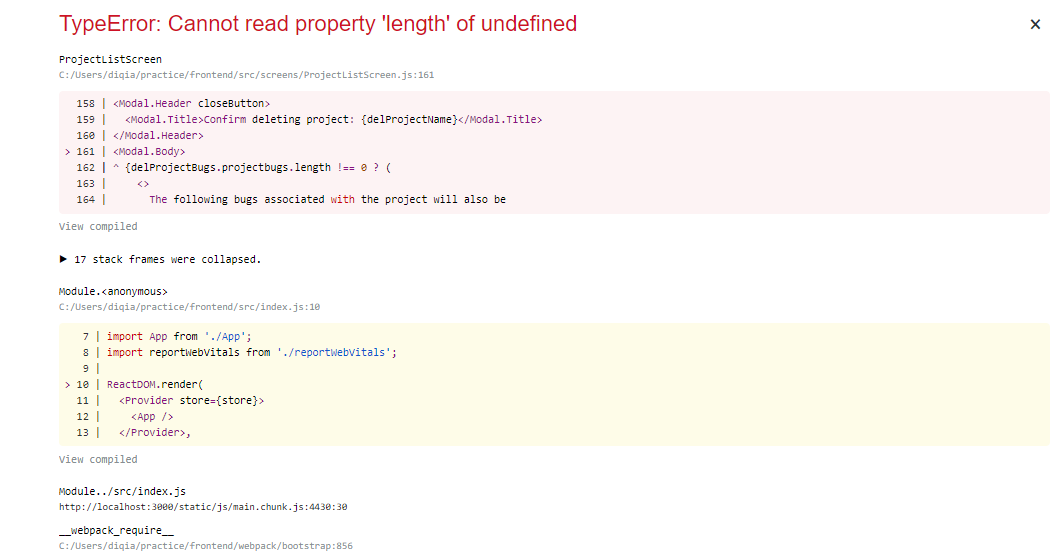 TypeError: Cannot read property 'length' of undefined ×
ProjectListScreen
C:/Users/diqia/practice/frontend/src/screens/ProjectListScreen.js:161
158 | <Modal.Header closeButton>
159 |   <Modal.Title>Confirm deleting project: {delProjectName}</Modal.Title>
160 | </Modal.Header>
> 161 | <Modal.Body>
162 | ^ {delProjectBugs.projectbugs.length !== 0 ? (
163 |     <>
164 |       The following bugs associated with the project will also be
View compiled
▶ 17 stack frames were collapsed.
Module.<anonymous>
C:/Users/diqia/practice/frontend/src/index.js:10
7 | import App from './App';
8 | import reportWebVitals from './reportWebVitals';
9 |
> 10 | ReactDOM.render(
11 |   <Provider store={store}>
12 |     <App />
13 |   </Provider>,
View compiled
Module../src/index.js
http://localhost:3000/static/js/main.chunk.js:4430:30
__webpack_require__
C:/Users/diqia/practice/frontend/webpack/bootstrap:856